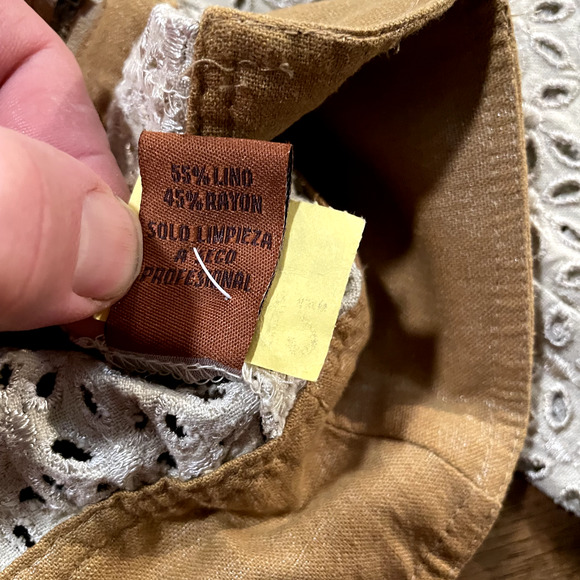 55% LINO
45% RAYON
SOLO LIMPIEZA
A SECO
PROFESIONAL